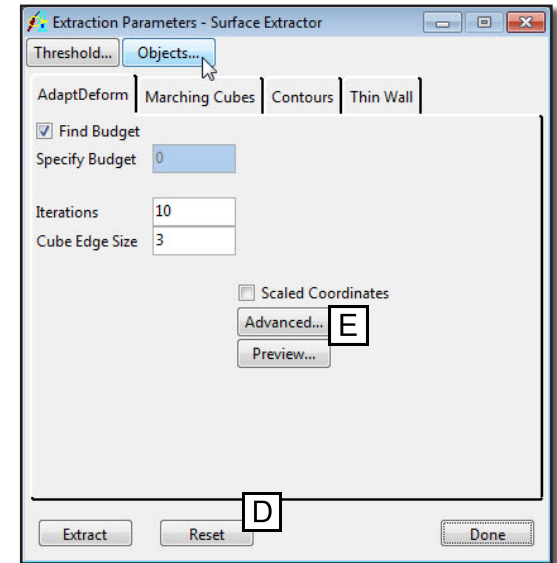 Extraction Parameters - Surface Extractor
Threshold... Objects...
AdaptDeform Marching Cubes Contours Thin Wall
Find Budget
Specify Budget 0
Iterations 10
Cube Edge Size 3
Scaled Coordinates
Advanced... E
Preview...
D
Extract Reset Done